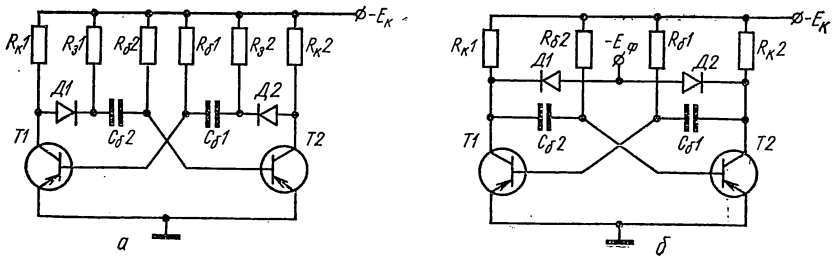 -Eк
Rк1 Rз1 Rб2 Rб1 Rз2 Rк2
Д1 Д2
Cб2 Cб1
T1 T2
а
-Eк
Rк1 Rб2 -Eф Rб1 Rк2
Д1 Д2
Cб2 Cб1
T1 T2
б